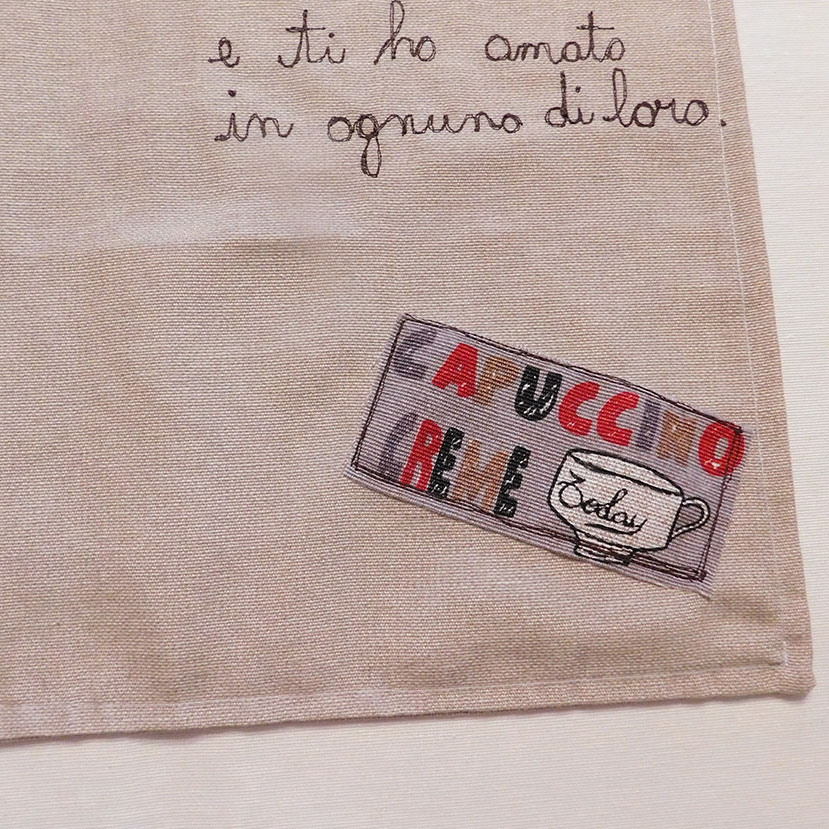 e ti ho amato
in ognuno di loro.
CAPUCCINO
CREME
Today